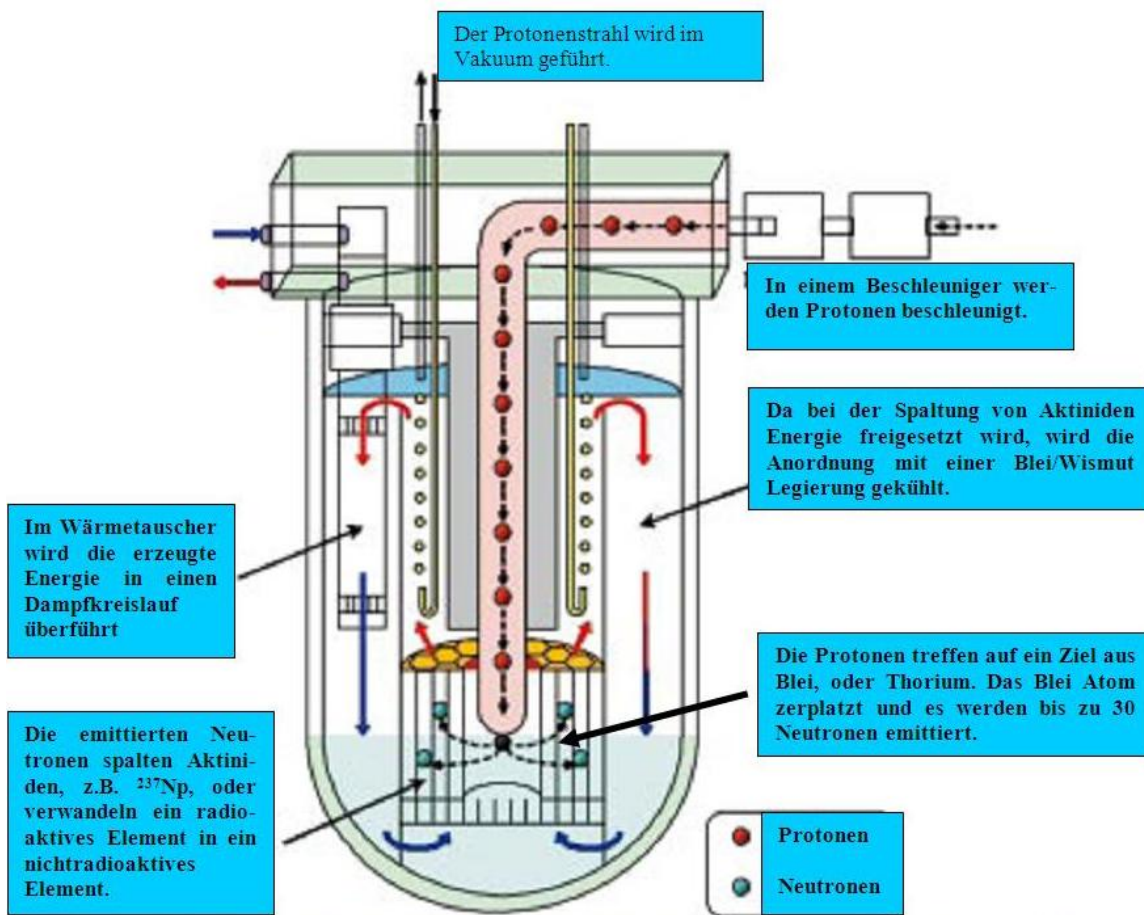 Der Protonenstrahl wird im
Vakuum geführt.
In einem Beschleuniger wer-
den Protonen beschleunigt.
Da bei der Spaltung von Aktiniden
Energie freigesetzt wird, wird die
Anordnung mit einer Blei/Wismut
Legierung gekühlt.
Im Wärmetauscher
wird die erzeugte
Energie in einen
Dampfkreislauf
überführt
Die Protonen treffen auf ein Ziel aus
Blei, oder Thorium. Das Blei Atom
zerplatzt und es werden bis zu 30
Neutronen emittiert.
Die emittierten Neu-
tronen spalten Aktini-
den, z.B. ²³⁷Np, oder
verwandeln ein radio-
aktives Element in ein
nichtradioaktives
Element.
Protonen
Neutronen